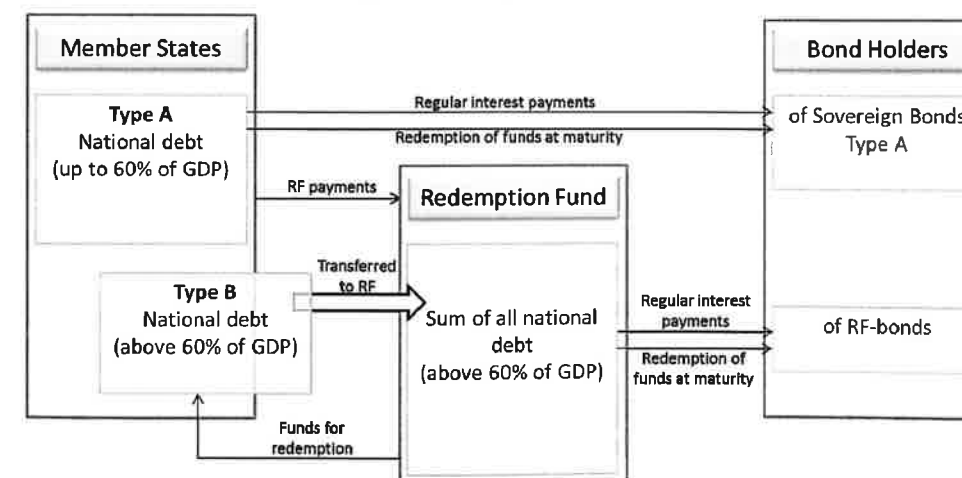 Member States
Bond Holders
Type A
National debt
(up to 60% of GDP)
Regular interest payments
Redemption of funds at maturity
of Sovereign Bonds
Type A
RF payments
Redemption Fund
Transferred
to RF
Type B
National debt
(above 60% of GDP)
Sum of all national
debt
(above 60% of GDP)
Regular interest
payments
Redemption of
funds at maturity
of RF-bonds
Funds for
redemption